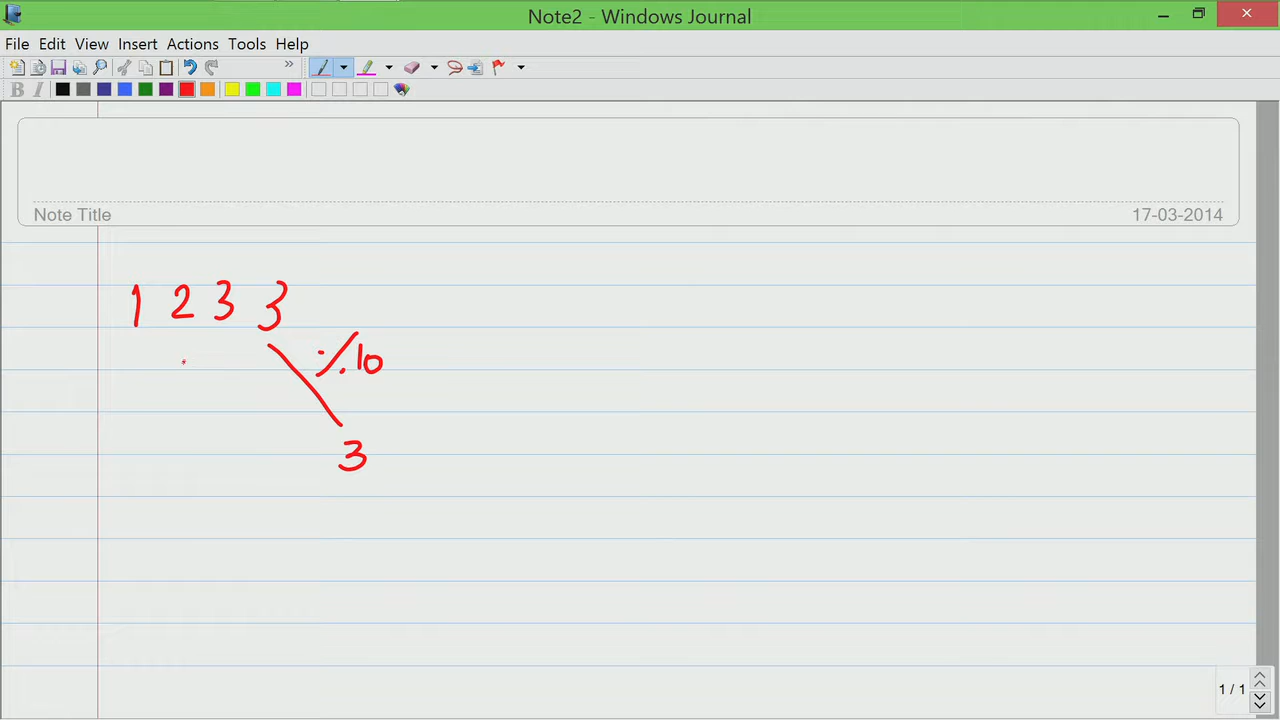 Note2 - Windows Journal
File Edit View Insert Actions Tools Help
B I
Note Title
17-03-2014
1 2 3 3
%10
3
1 / 1